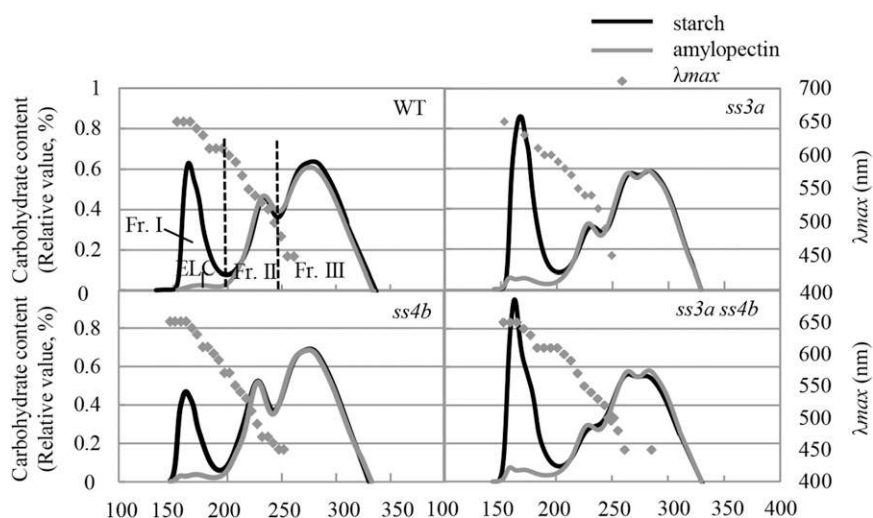 starch
amylopectin
λmax
Carbohydrate content
(Relative value, %)
1
0.8
0.6
0.4
0.2
0
WT
Fr. I
ELC
Fr. II
Fr. III
ss3a
700
650
600
550
500
450
400
λmax (nm)
Carbohydrate content
(Relative value, %)
0.8
0.6
0.4
0.2
0
ss4b
ss3a ss4b
650
600
550
500
450
400
λmax (nm)
100 150 200 250 300 350 100 150 200 250 300 350 400